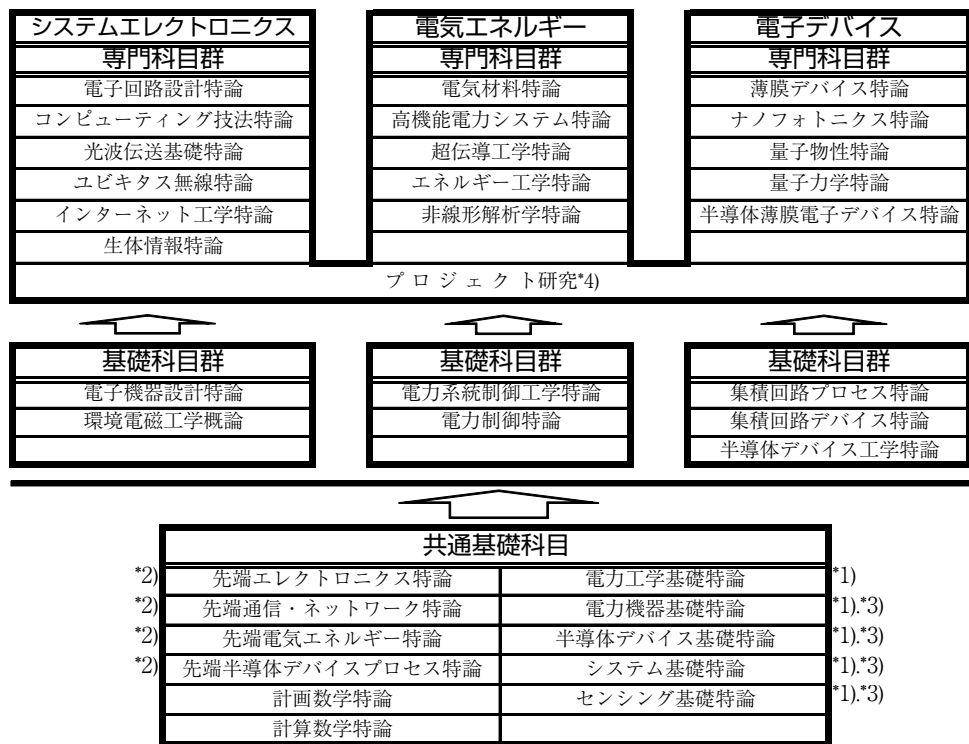 システムエレクトロニクス
専門科目群
電子回路設計特論
コンピューティング技法特論
光波伝送基礎特論
ユビキタス無線特論
インターネット工学特論
生体情報特論
電気エネルギー
専門科目群
電気材料特論
高機能電力システム特論
超伝導工学特論
エネルギー工学特論
非線形解析学特論
電子デバイス
専門科目群
薄膜デバイス特論
ナノフォトニクス特論
量子物性特論
量子力学特論
半導体薄膜電子デバイス特論
プロジェクト研究*4)
基礎科目群
電子機器設計特論
環境電磁工学概論
基礎科目群
電力系統制御工学特論
電力制御特論
基礎科目群
集積回路プロセス特論
集積回路デバイス特論
半導体デバイス工学特論
共通基礎科目
*2) 先端エレクトロニクス特論 電力工学基礎特論 *1)
*2) 先端通信・ネットワーク特論 電力機器基礎特論 *1).*3)
*2) 先端電気エネルギー特論 半導体デバイス基礎特論 *1).*3)
*2) 先端半導体デバイスプロセス特論 システム基礎特論 *1).*3)
計画数学特論 センシング基礎特論 *1).*3)
計算数学特論